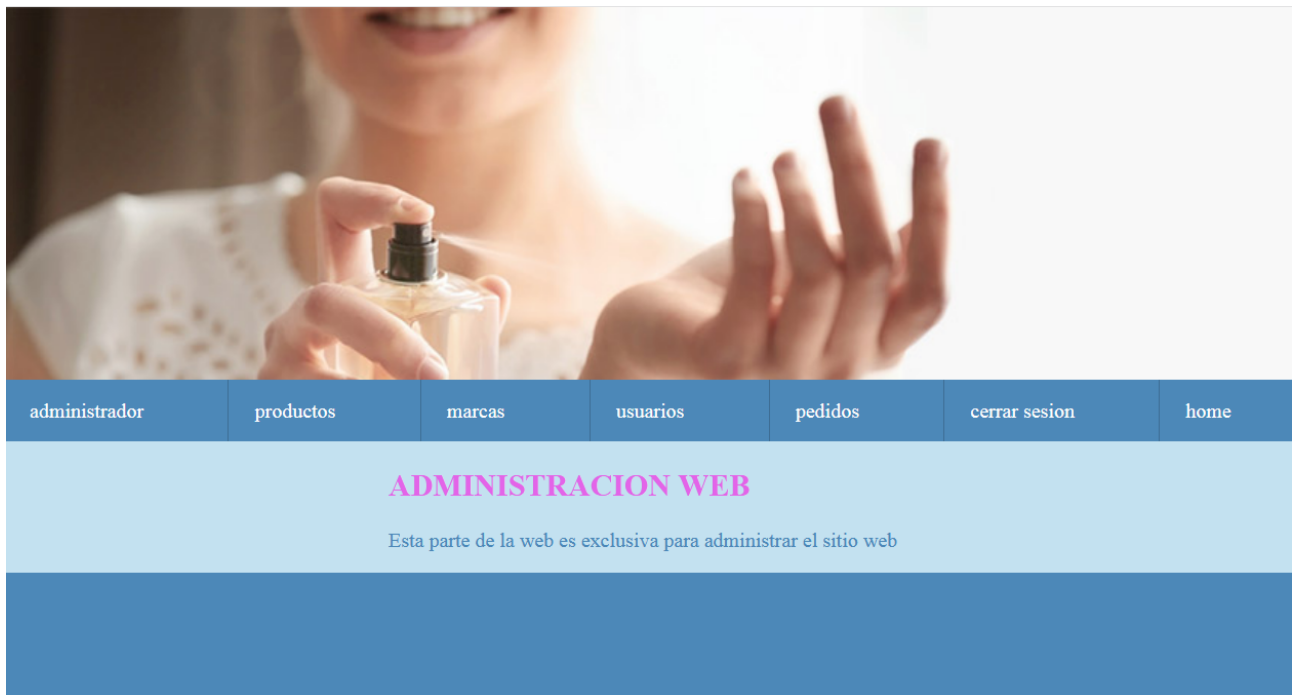 administrador productos marcas usuarios pedidos cerrar sesion home
ADMINISTRACION WEB
Esta parte de la web es exclusiva para administrar el sitio web